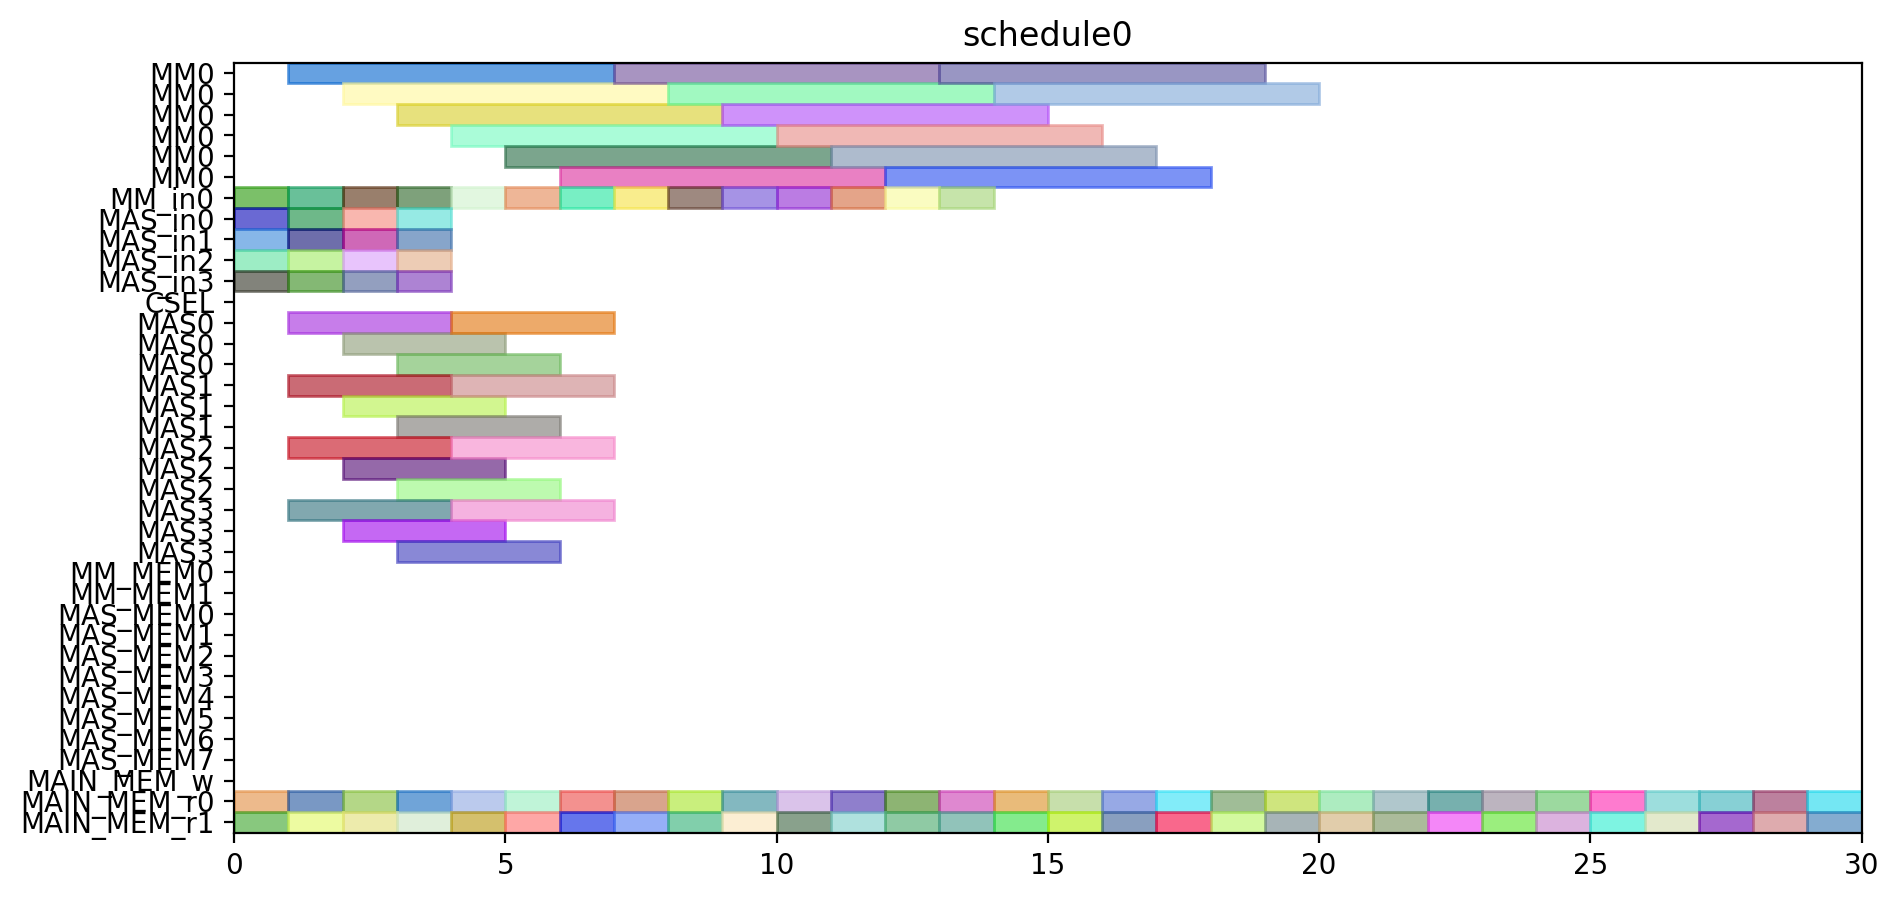 schedule0
MM0
MM0
MM0
MM0
MM0
MM0
MM_in0
MAS_in0
MAS_in1
MAS_in2
MAS_in3
CSEL
MAS0
MAS0
MAS0
MAS1
MAS1
MAS1
MAS2
MAS2
MAS2
MAS3
MAS3
MAS3
MM_MEM0
MM_MEM1
MAS_MEM0
MAS_MEM1
MAS_MEM2
MAS_MEM3
MAS_MEM4
MAS_MEM5
MAS_MEM6
MAS_MEM7
MAIN_MEM_w
MAIN_MEM_r0
MAIN_MEM_r1
0 5 10 15 20 25 30